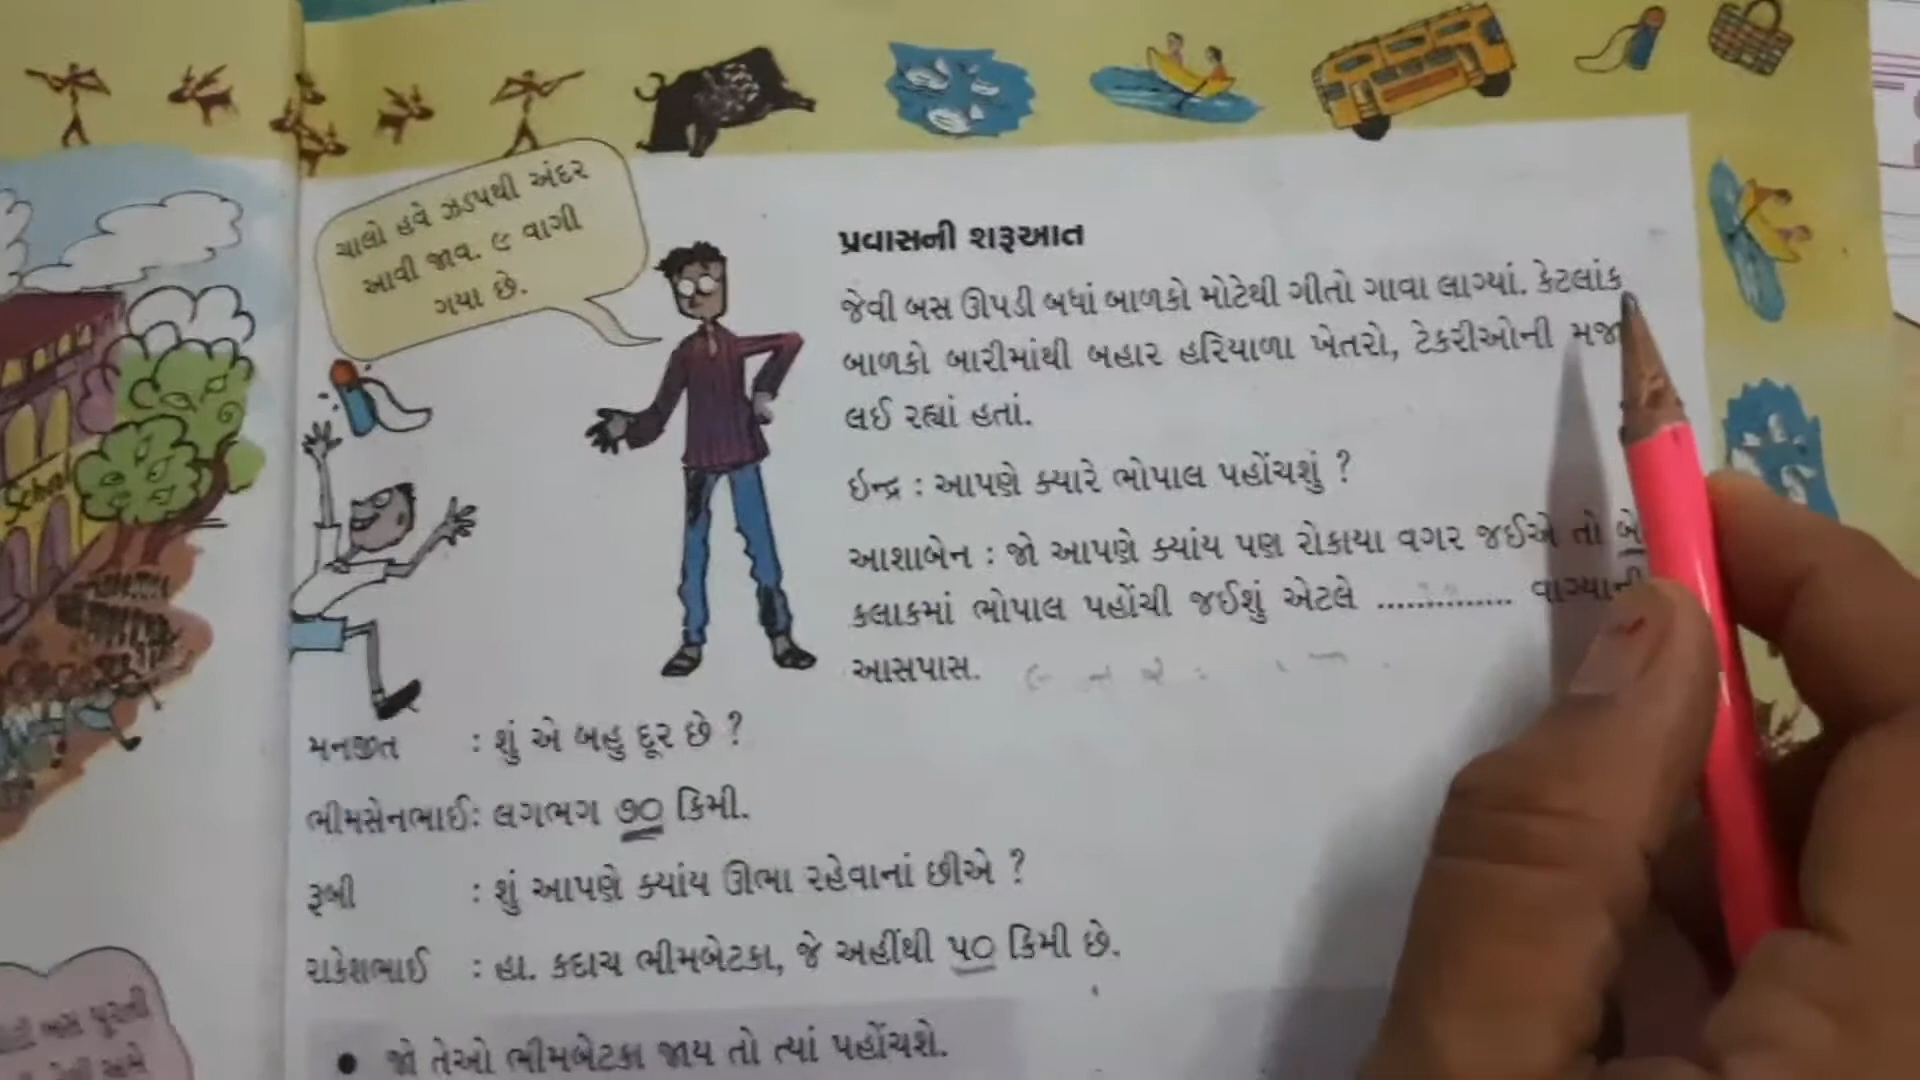 ચાલો હવે ઝડપથી અંદર
આવી જાવ. ૯ વાગી
ગયા છે.
પ્રવાસની શરૂઆત
જેવી બસ ઊપડી બધાં બાળકો મોટેથી ગીતો ગાવા લાગ્યાં. કેટલાંક
બાળકો બારીમાંથી બહાર હરિયાળા ખેતરો, ટેકરીઓની મજા
લઈ રહ્યાં હતાં.
ઇન્દ્ર : આપણે ક્યારે ભોપાલ પહોંચશું ?
આશાબેન : જો આપણે ક્યાંય પણ રોકાયા વગર જઈએ તો બે
કલાકમાં ભોપાલ પહોંચી જઈશું એટલે .............. વાગ્યાની
આસપાસ.
મનજીત : શું એ બહુ દૂર છે ?
ભીમસેનભાઈ: લગભગ ૭૦ કિમી.
રૂબી : શું આપણે ક્યાંય ઊભા રહેવાનાં છીએ ?
રાકેશભાઈ : હા. કદાચ ભીમબેટકા, જે અહીંથી ૫૦ કિમી છે.
• જો તેઓ ભીમબેટકા જાય તો ત્યાં પહોંચશે.